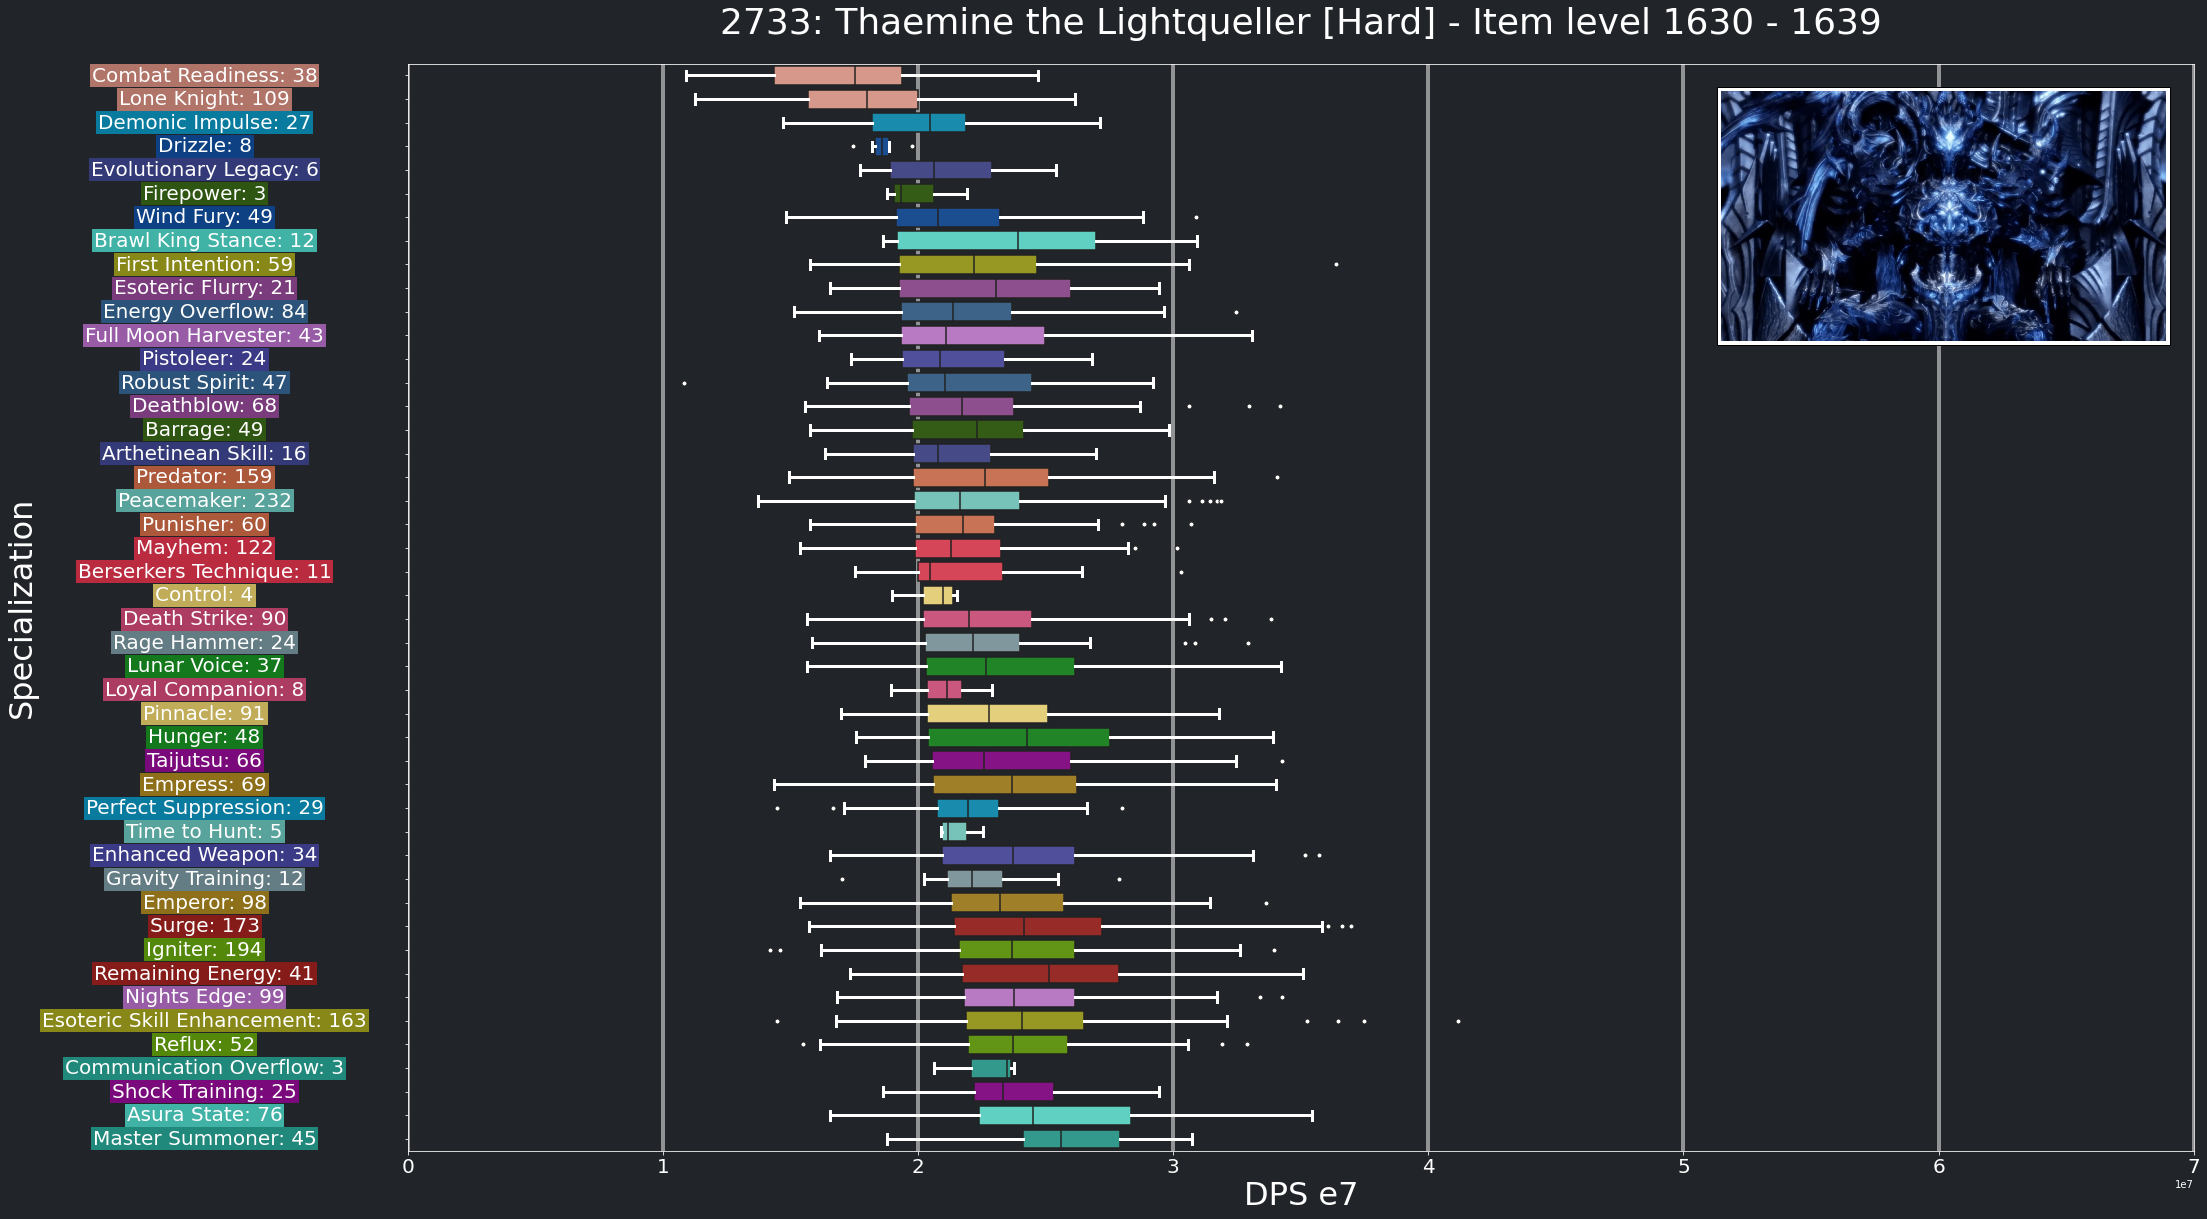 2733: Thaemine the Lightqueller [Hard] - Item level 1630 - 1639
Specialization
Combat Readiness: 38
Lone Knight: 109
Demonic Impulse: 27
Drizzle: 8
Evolutionary Legacy: 6
Firepower: 3
Wind Fury: 49
Brawl King Stance: 12
First Intention: 59
Esoteric Flurry: 21
Energy Overflow: 84
Full Moon Harvester: 43
Pistoleer: 24
Robust Spirit: 47
Deathblow: 68
Barrage: 49
Arthetinean Skill: 16
Predator: 159
Peacemaker: 232
Punisher: 60
Mayhem: 122
Berserkers Technique: 11
Control: 4
Death Strike: 90
Rage Hammer: 24
Lunar Voice: 37
Loyal Companion: 8
Pinnacle: 91
Hunger: 48
Taijutsu: 66
Empress: 69
Perfect Suppression: 29
Time to Hunt: 5
Enhanced Weapon: 34
Gravity Training: 12
Emperor: 98
Surge: 173
Igniter: 194
Remaining Energy: 41
Nights Edge: 99
Esoteric Skill Enhancement: 163
Reflux: 52
Communication Overflow: 3
Shock Training: 25
Asura State: 76
Master Summoner: 45
0 1 2 3 4 5 6 7
1e7
DPS e7